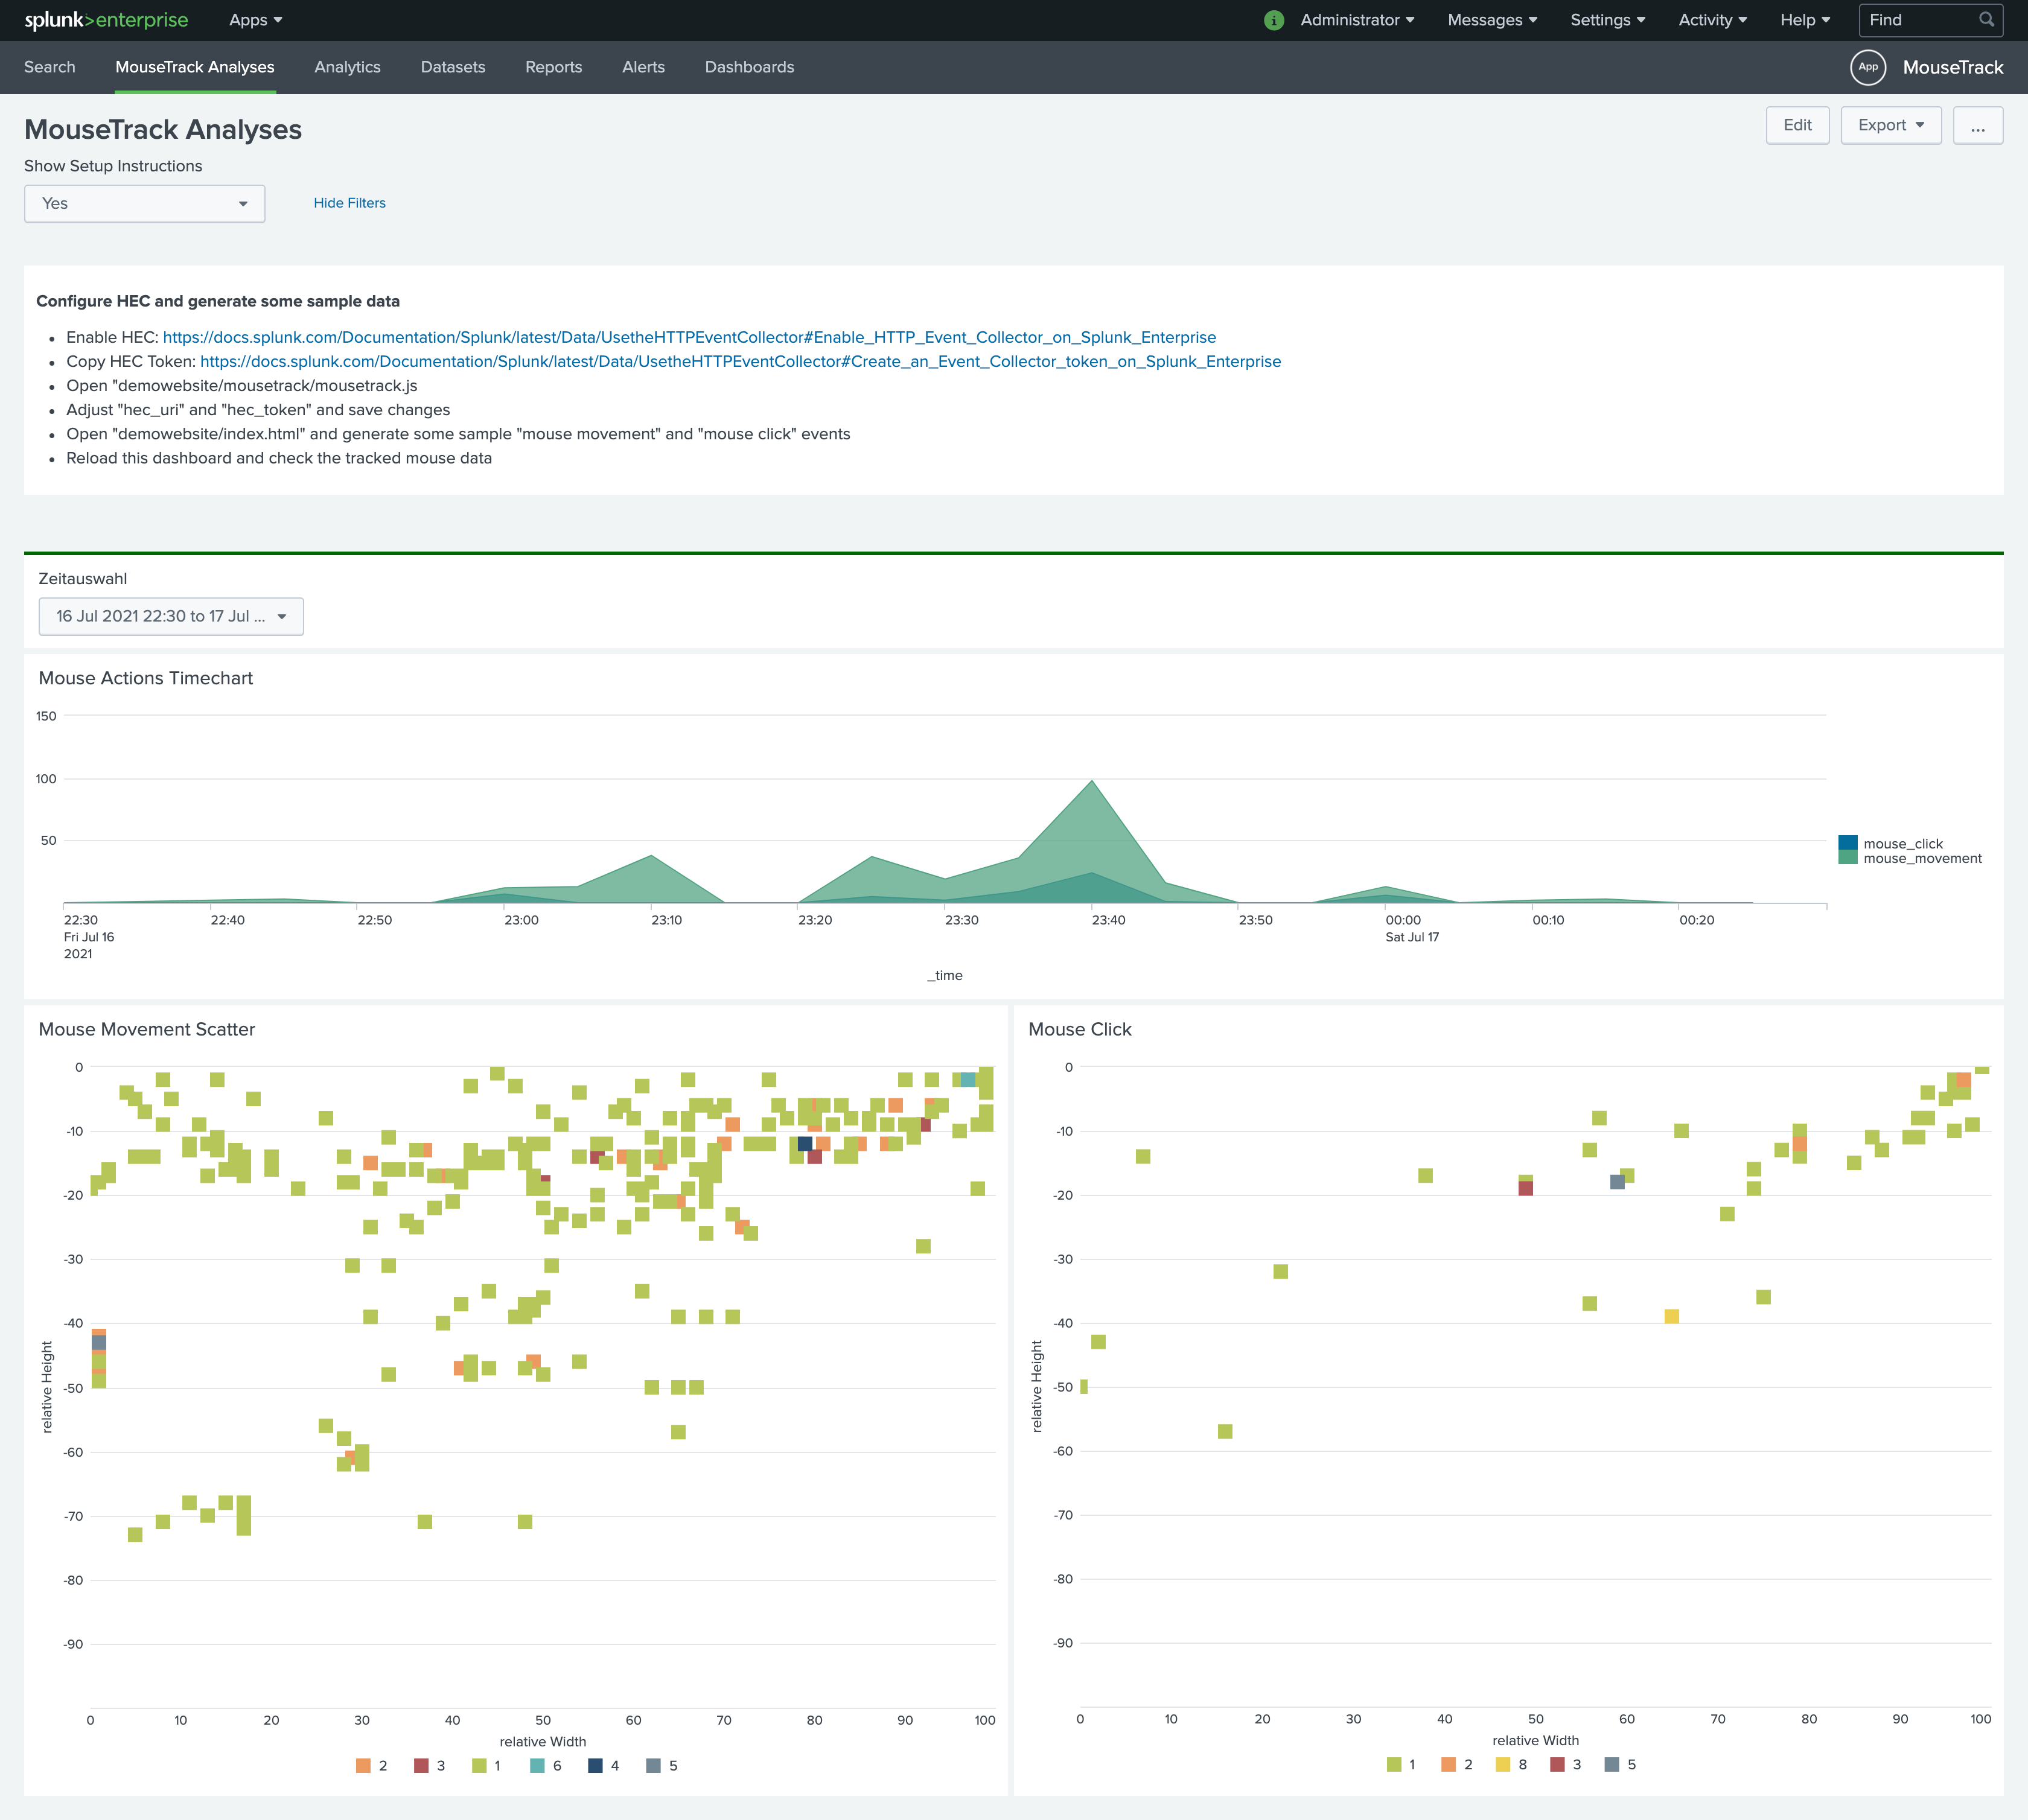 splunk>enterprise Apps i Administrator Messages Settings Activity Help Find
Search MouseTrack Analyses Analytics Datasets Reports Alerts Dashboards App MouseTrack
MouseTrack Analyses Edit Export ...
Show Setup Instructions
Yes Hide Filters
Configure HEC and generate some sample data
• Enable HEC: https://docs.splunk.com/Documentation/Splunk/latest/Data/UsetheHTTPEventCollector#Enable_HTTP_Event_Collector_on_Splunk_Enterprise
• Copy HEC Token: https://docs.splunk.com/Documentation/Splunk/latest/Data/UsetheHTTPEventCollector#Create_an_Event_Collector_token_on_Splunk_Enterprise
• Open "demowebsite/mousetrack/mousetrack.js
• Adjust "hec_uri" and "hec_token" and save changes
• Open "demowebsite/index.html" and generate some sample "mouse movement" and "mouse click" events
• Reload this dashboard and check the tracked mouse data
Zeitauswahl
16 Jul 2021 22:30 to 17 Jul ...
Mouse Actions Timechart
150
100
50
mouse_click
mouse_movement
22:30 22:40 22:50 23:00 23:10 23:20 23:30 23:40 23:50 00:00 00:10 00:20
Fri Jul 16 Sat Jul 17
2021
_time
Mouse Movement Scatter
0
-10
-20
-30
-40
-50
-60
-70
-80
-90
relative Height
0 10 20 30 40 50 60 70 80 90 100
relative Width
2 3 1 6 4 5
Mouse Click
0
-10
-20
-30
-40
-50
-60
-70
-80
-90
relative Height
0 10 20 30 40 50 60 70 80 90 100
relative Width
1 2 8 3 5